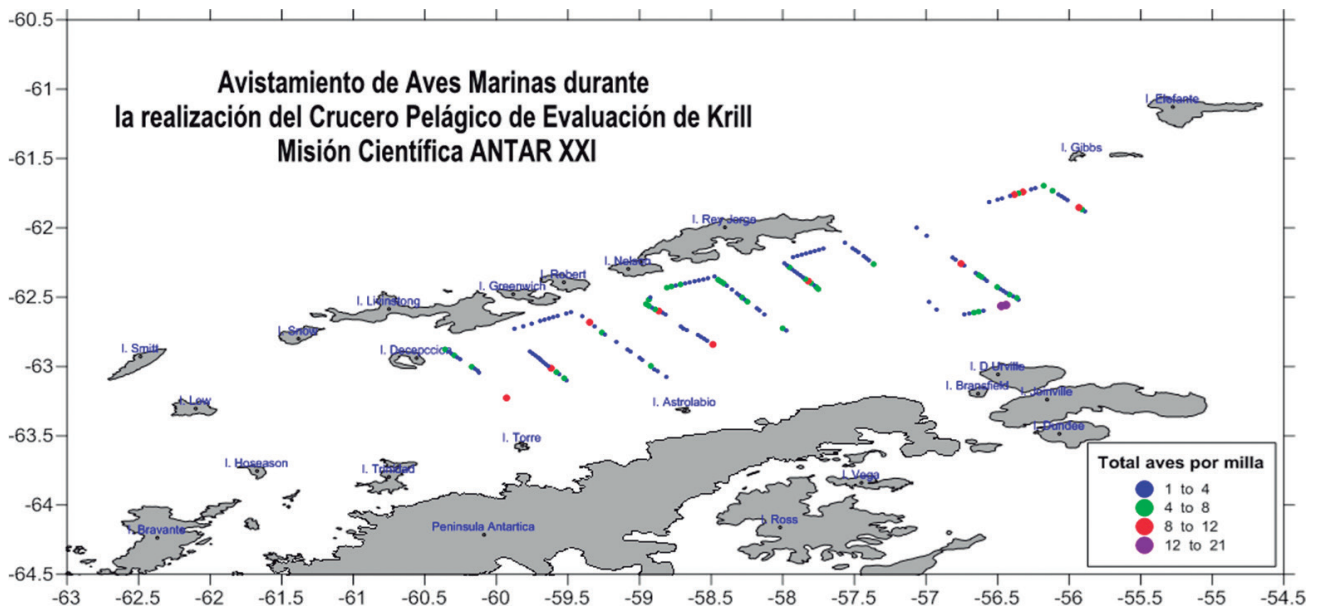 Avistamiento de Aves Marinas durante
la realización del Crucero Pelágico de Evaluación de Krill
Misión Científica ANTAR XXI
-60.5
-61
-61.5
-62
-62.5
-63
-63.5
-64
-64.5
I. Elefante
I. Gibbs
I. Rey Jorge
I. Nelson
I. Robert
I. Greenwich
I. Livingstong
I. Snow
I. Decepcción
I. Smitt
I. Low
I. D Urville
I. Bransfield
I. Joinville
I. Dundee
I. Astrolabio
I. Torre
I. Hoseason
I. Trinidad
I. Vega
I. Ross
I. Bravante
Peninsula Antartica
Total aves por milla
1 to 4
4 to 8
8 to 12
12 to 21
-63 -62.5 -62 -61.5 -61 -60.5 -60 -59.5 -59 -58.5 -58 -57.5 -57 -56.5 -56 -55.5 -55 -54.5